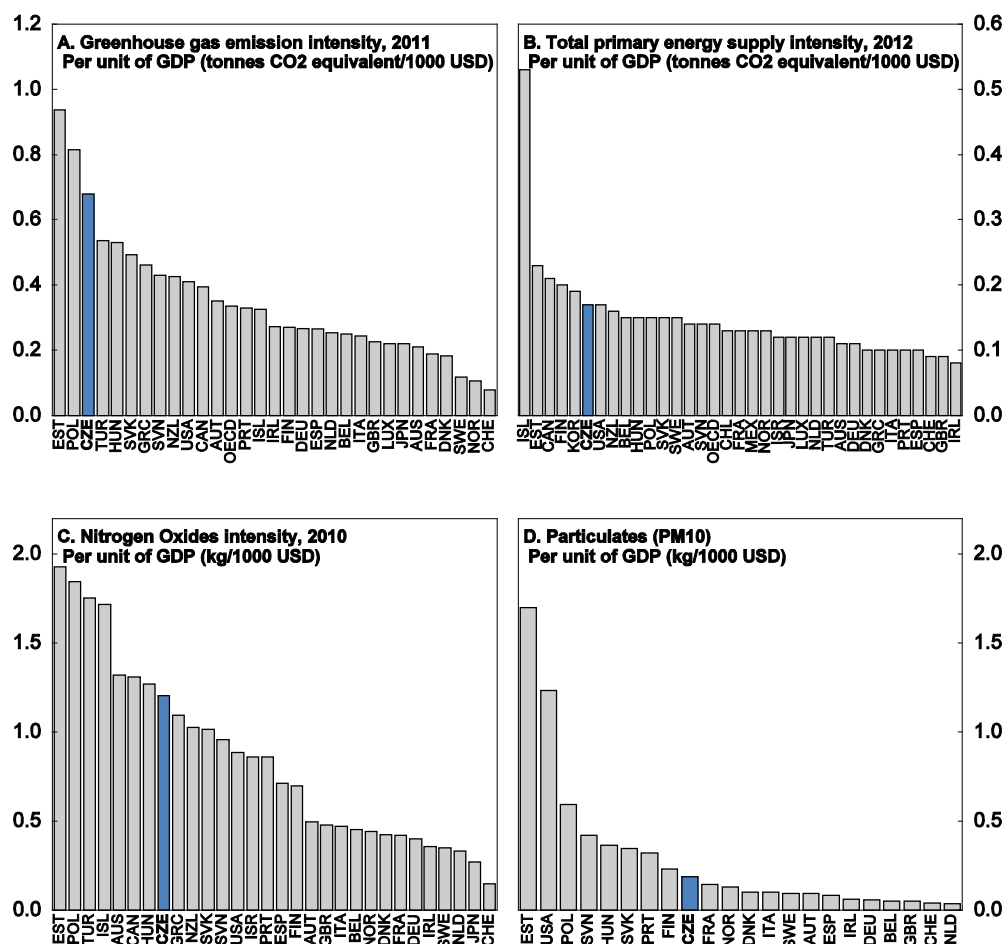 A. Greenhouse gas emission intensity, 2011
Per unit of GDP (tonnes CO2 equivalent/1000 USD)
1.2
1.0
0.8
0.6
0.4
0.2
0.0
EST POL CZE TUR HUN SVK GRC SVN NZL USA CAN AUT OECD PRT ISL IRL FIN DEU ESP NLD BEL ITA GBR LUX JPN AUS FRA DNK SWE NOR CHE
B. Total primary energy supply intensity, 2012
Per unit of GDP (tonnes CO2 equivalent/1000 USD)
0.6
0.5
0.4
0.3
0.2
0.1
0.0
ISL EST CAN FIN KOR CZE USA NZL BEL HUN POL SVK SWE AUT SVN OECD CHL FRA MEX NOR ISR JPN LUX NLD TUR AUS DEU DNK GRC ITA PRT ESP CHE GBR IRL
C. Nitrogen Oxides intensity, 2010
Per unit of GDP (kg/1000 USD)
2.0
1.5
1.0
0.5
0.0
EST POL TUR ISL AUS CAN HUN CZE GRC NZL SVK SVN USA ISR PRT ESP FIN AUT GBR ITA BEL NOR DNK FRA DEU IRL SWE NLD JPN CHE
D. Particulates (PM10)
Per unit of GDP (kg/1000 USD)
2.0
1.5
1.0
0.5
0.0
EST USA POL SVN HUN SVK PRT FIN CZE FRA NOR DNK ITA SWE AUT ESP IRL DEU BEL GBR CHE NLD